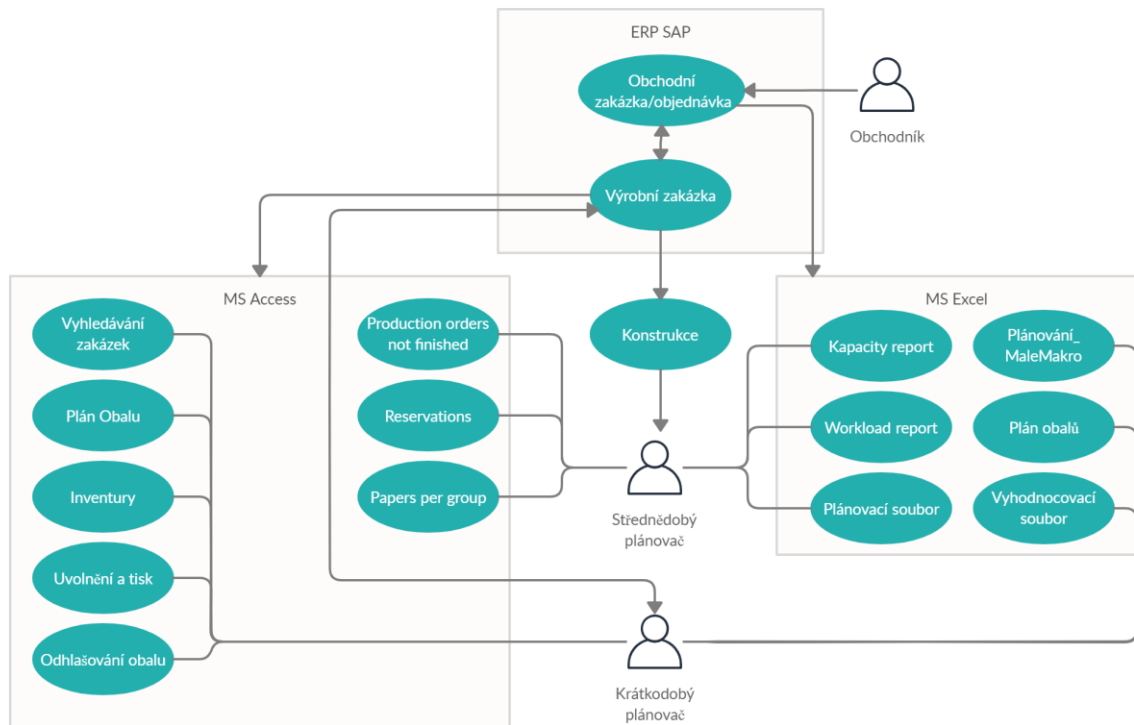 ERP SAP
Obchodní
zakázka/objednávka
Obchodník
Výrobní zakázka
MS Access
MS Excel
Vyhledávání
zakázek
Production orders
not finished
Konstrukce
Kapacity report
Plánování_
MaleMakro
Plán Obalu
Reservations
Workload report
Plán obalů
Inventury
Papers per group
Střednědobý
plánovač
Plánovací soubor
Vyhodnocovací
soubor
Uvolnění a tisk
Odhlašování obalu
Krátkodobý
plánovač